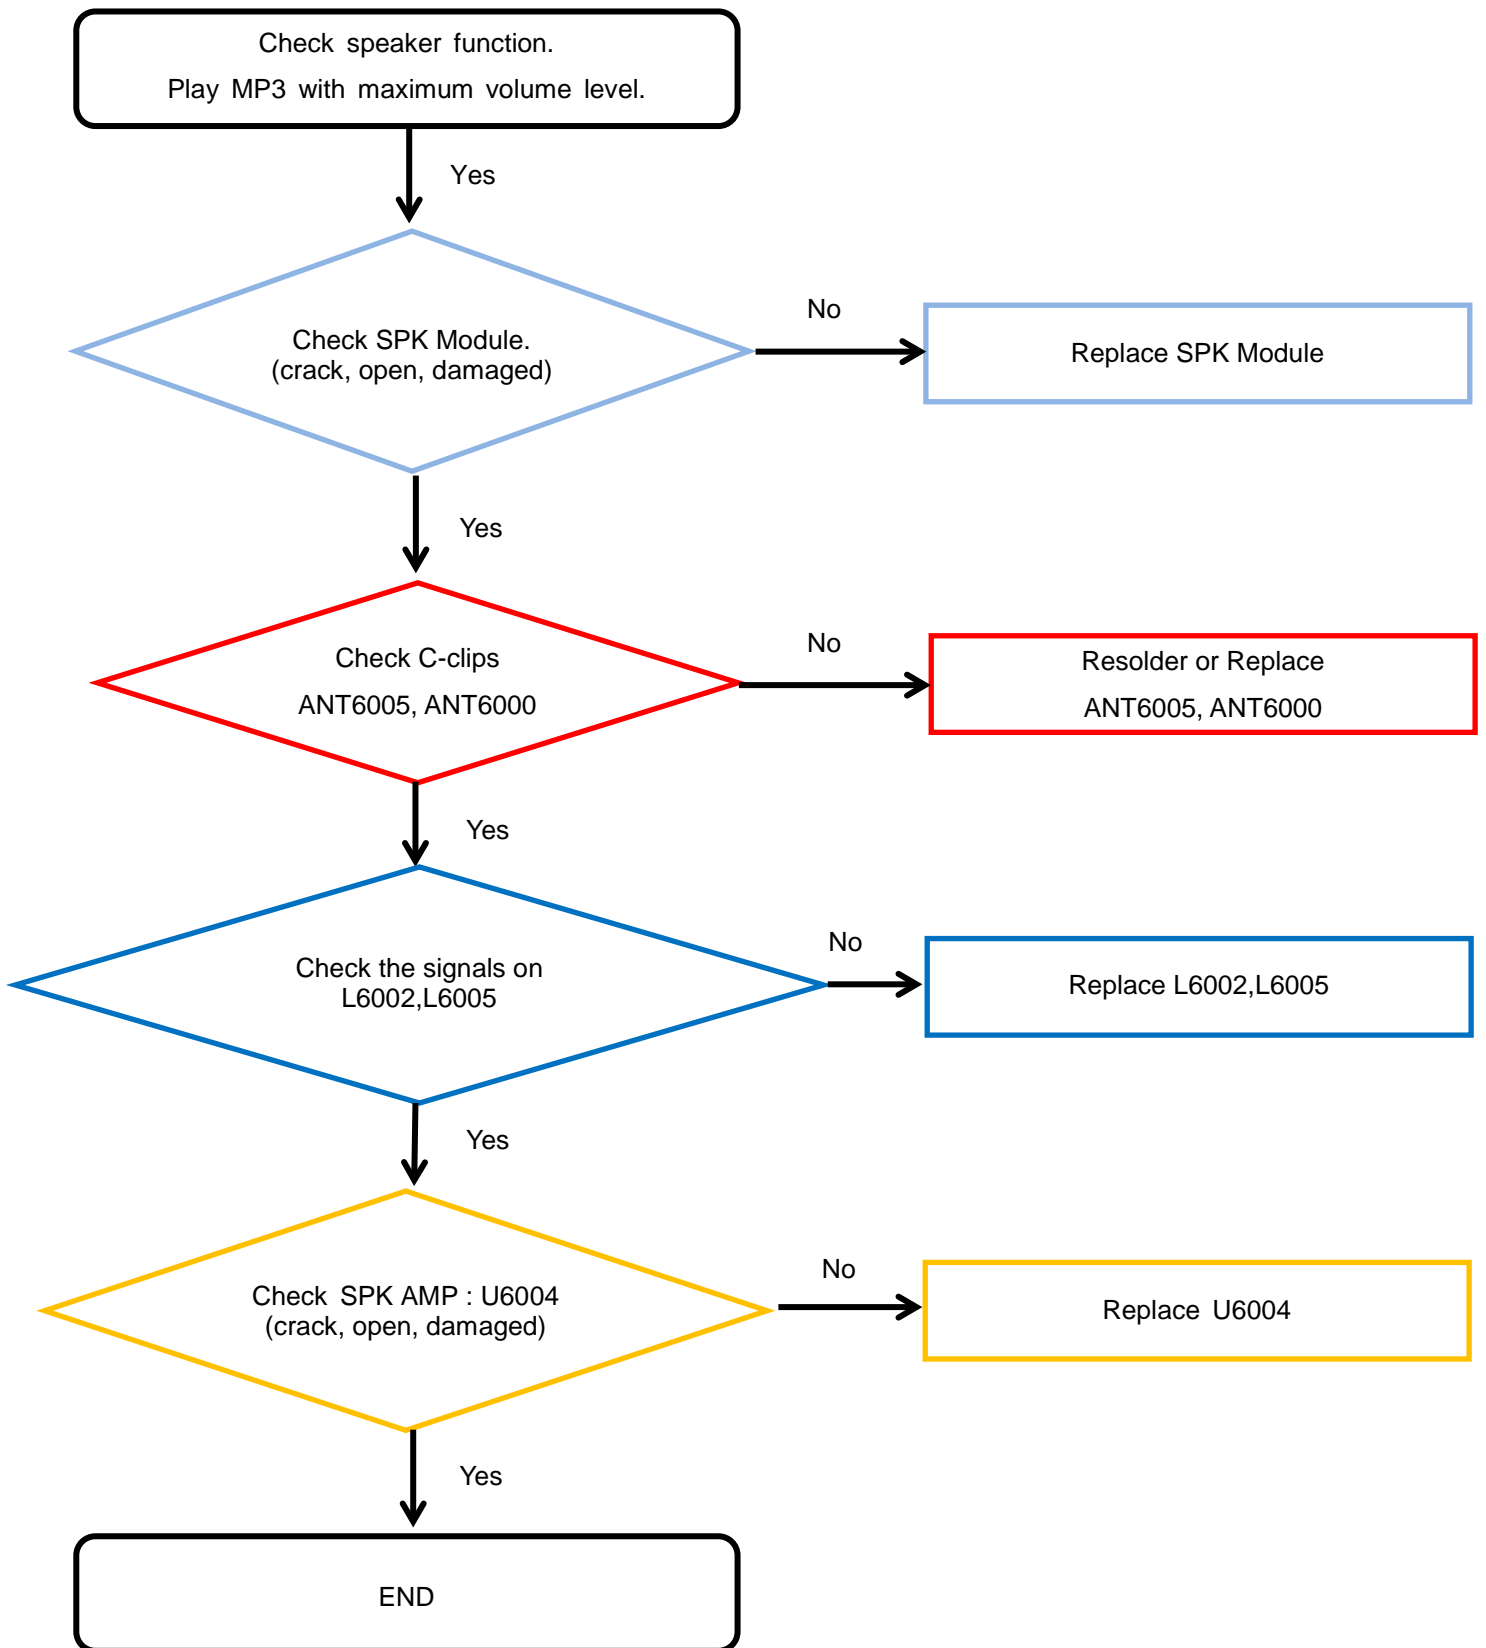 Check speaker function.
Play MP3 with maximum volume level.
Yes
Check SPK Module.
(crack, open, damaged)
No
Replace SPK Module
Yes
Check C-clips
ANT6005, ANT6000
No
Resolder or Replace
ANT6005, ANT6000
Yes
Check the signals on
L6002,L6005
No
Replace L6002,L6005
Yes
Check SPK AMP : U6004
(crack, open, damaged)
No
Replace U6004
Yes
END